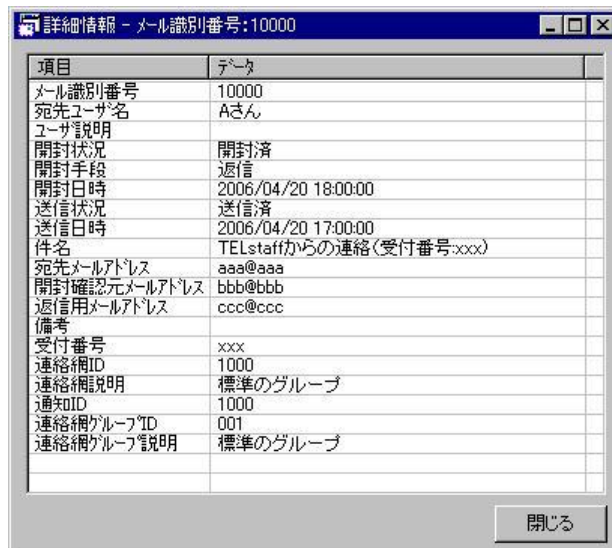 詳細情報 - メール識別番号:10000
項目 データ
メール識別番号 10000
宛先ユーザ名 Aさん
ユーザ説明
開封状況 開封済
開封手段 返信
開封日時 2006/04/20 18:00:00
送信状況 送信済
送信日時 2006/04/20 17:00:00
件名 TELstaffからの連絡(受付番号:xxx)
宛先メールアドレス aaa@aaa
開封確認元メールアドレス bbb@bbb
返信用メールアドレス ccc@ccc
備考
受付番号 xxx
連絡網ID 1000
連絡網説明 標準のグループ
通知ID 1000
連絡網グループID 001
連絡網グループ説明 標準のグループ
閉じる